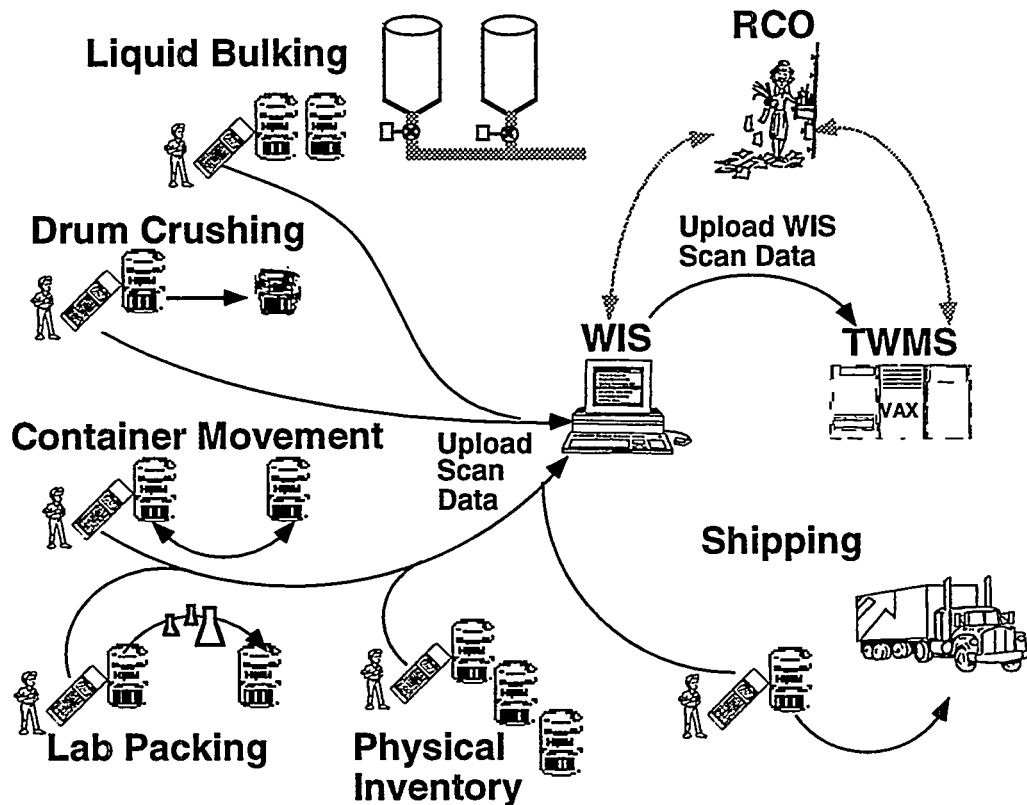 Liquid Bulking
RCO
Drum Crushing
Upload WIS
Scan Data
WIS
TWMS
VAX
Container Movement
Upload
Scan
Data
Shipping
Lab Packing
Physical
Inventory